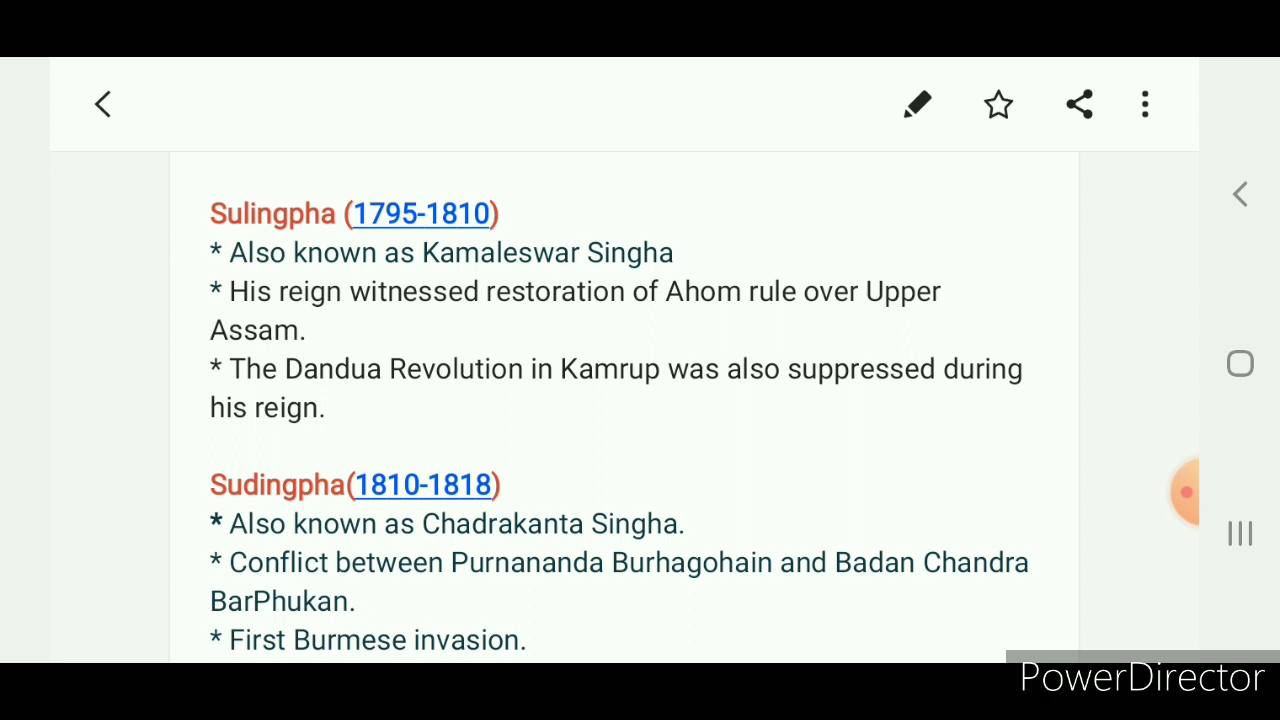 Sulingpha (1795-1810)
* Also known as Kamaleswar Singha
* His reign witnessed restoration of Ahom rule over Upper
Assam.
* The Dandua Revolution in Kamrup was also suppressed during
his reign.
Sudingpha(1810-1818)
* Also known as Chadrakanta Singha.
* Conflict between Purnananda Burhagohain and Badan Chandra
BarPhukan.
* First Burmese invasion.
PowerDirector